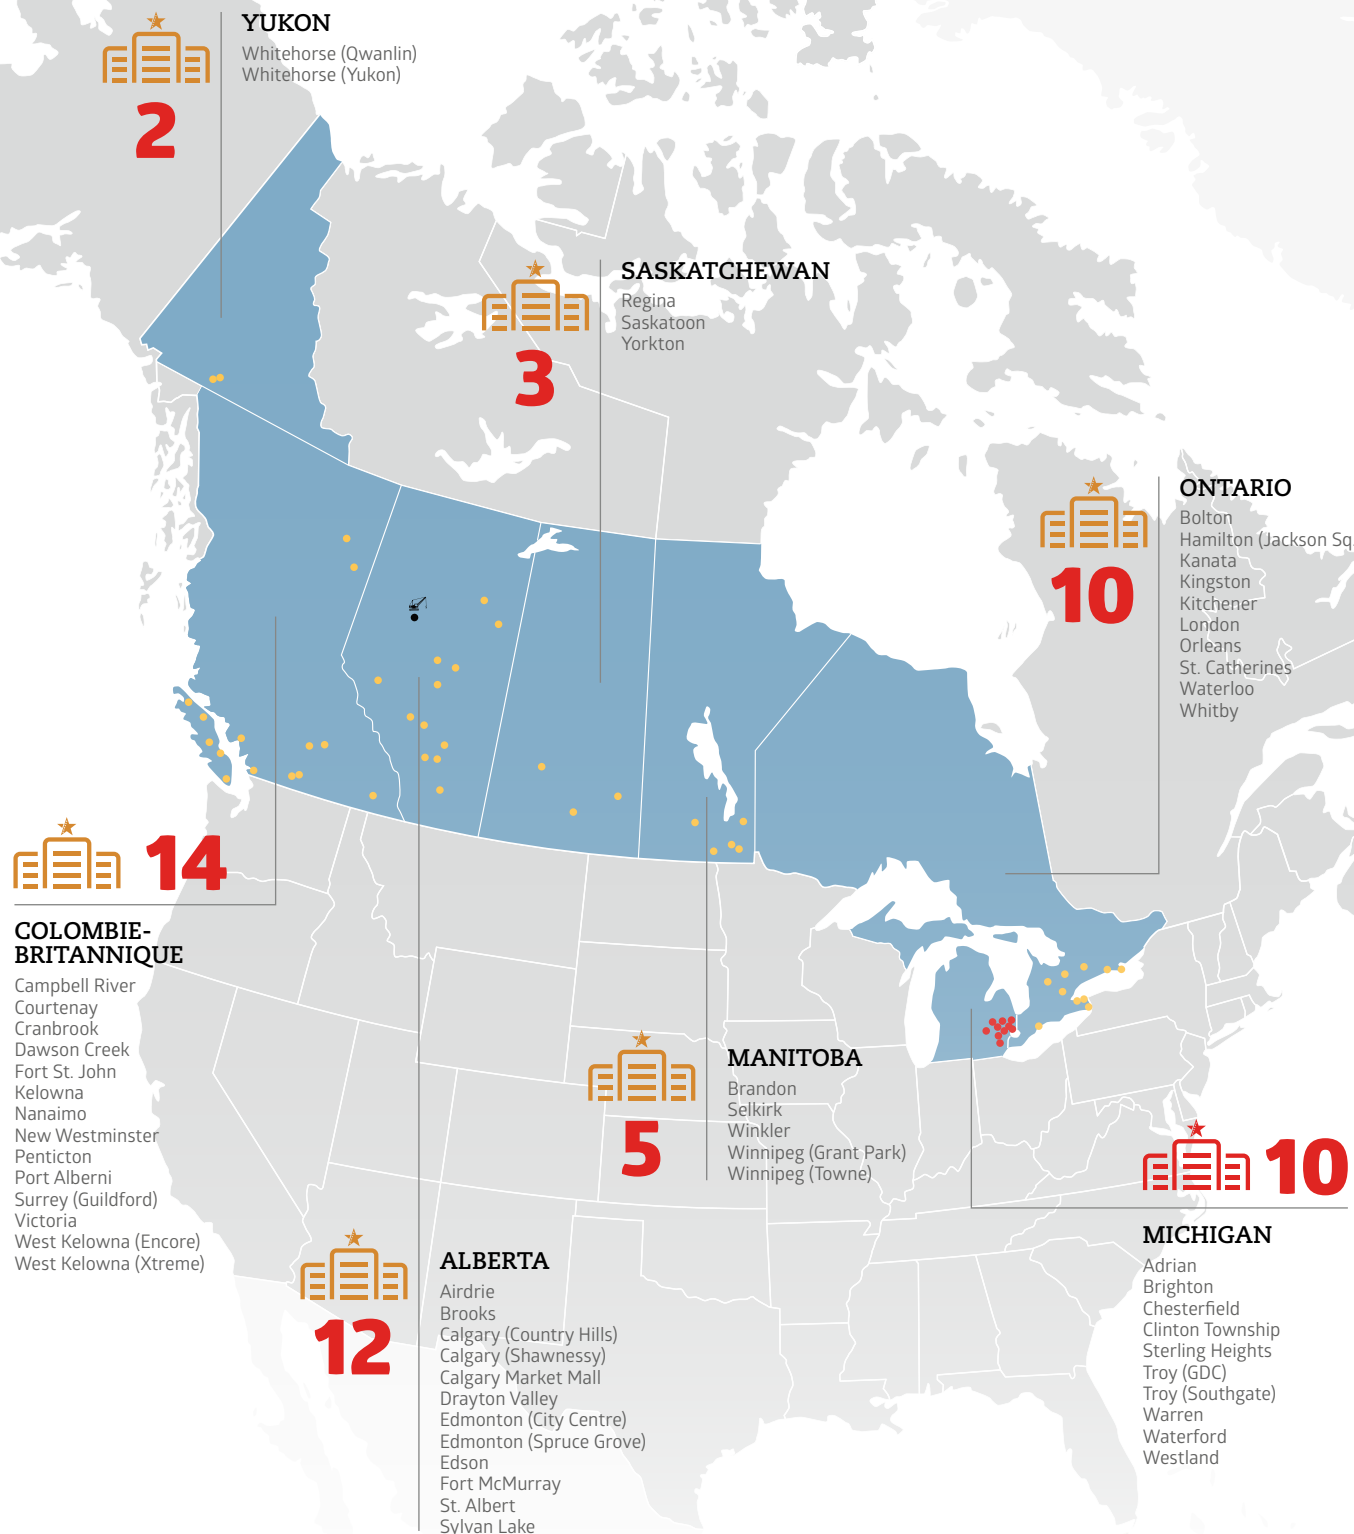 YUKON
Whitehorse (Qwanlin)
Whitehorse (Yukon)
2
SASKATCHEWAN
Regina
Saskatoon
Yorkton
3
ONTARIO
Bolton
Hamilton (Jackson Sq.
Kanata
Kingston
Kitchener
London
Orleans
St. Catherines
Waterloo
Whitby
10
14
COLOMBIE-
BRITANNIQUE
Campbell River
Courtenay
Cranbrook
Dawson Creek
Fort St. John
Kelowna
Nanaimo
New Westminster
Penticton
Port Alberni
Surrey (Guildford)
Victoria
West Kelowna (Encore)
West Kelowna (Xtreme)
MANITOBA
Brandon
Selkirk
Winkler
Winnipeg (Grant Park)
Winnipeg (Towne)
5
10
MICHIGAN
Adrian
Brighton
Chesterfield
Clinton Township
Sterling Heights
Troy (GDC)
Troy (Southgate)
Warren
Waterford
Westland
12
ALBERTA
Airdrie
Brooks
Calgary (Country Hills)
Calgary (Shawnessy)
Calgary Market Mall
Drayton Valley
Edmonton (City Centre)
Edmonton (Spruce Grove)
Edson
Fort McMurray
St. Albert
Sylvan Lake